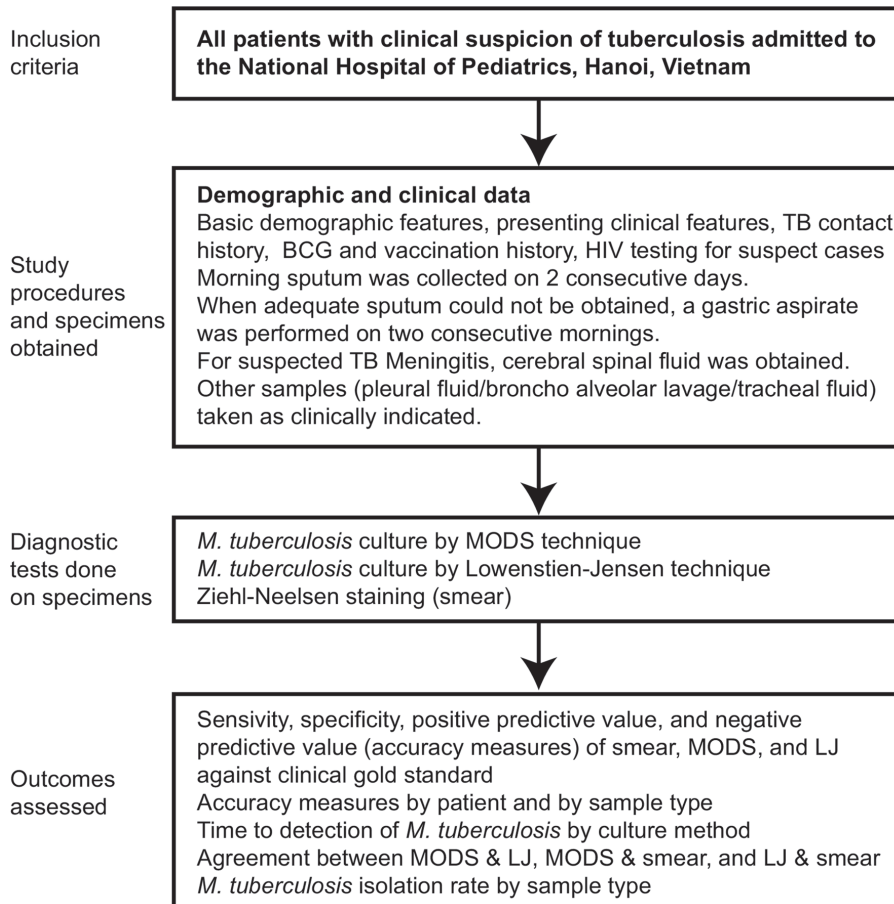 Inclusion
criteria
All patients with clinical suspicion of tuberculosis admitted to
the National Hospital of Pediatrics, Hanoi, Vietnam
Study
procedures
and specimens
obtained
Demographic and clinical data
Basic demographic features, presenting clinical features, TB contact
history, BCG and vaccination history, HIV testing for suspect cases
Morning sputum was collected on 2 consecutive days.
When adequate sputum could not be obtained, a gastric aspirate
was performed on two consecutive mornings.
For suspected TB Meningitis, cerebral spinal fluid was obtained.
Other samples (pleural fluid/broncho alveolar lavage/tracheal fluid)
taken as clinically indicated.
Diagnostic
tests done
on specimens
M. tuberculosis culture by MODS technique
M. tuberculosis culture by Lowenstien-Jensen technique
Ziehl-Neelsen staining (smear)
Outcomes
assessed
Sensivity, specificity, positive predictive value, and negative
predictive value (accuracy measures) of smear, MODS, and LJ
against clinical gold standard
Accuracy measures by patient and by sample type
Time to detection of M. tuberculosis by culture method
Agreement between MODS & LJ, MODS & smear, and LJ & smear
M. tuberculosis isolation rate by sample type